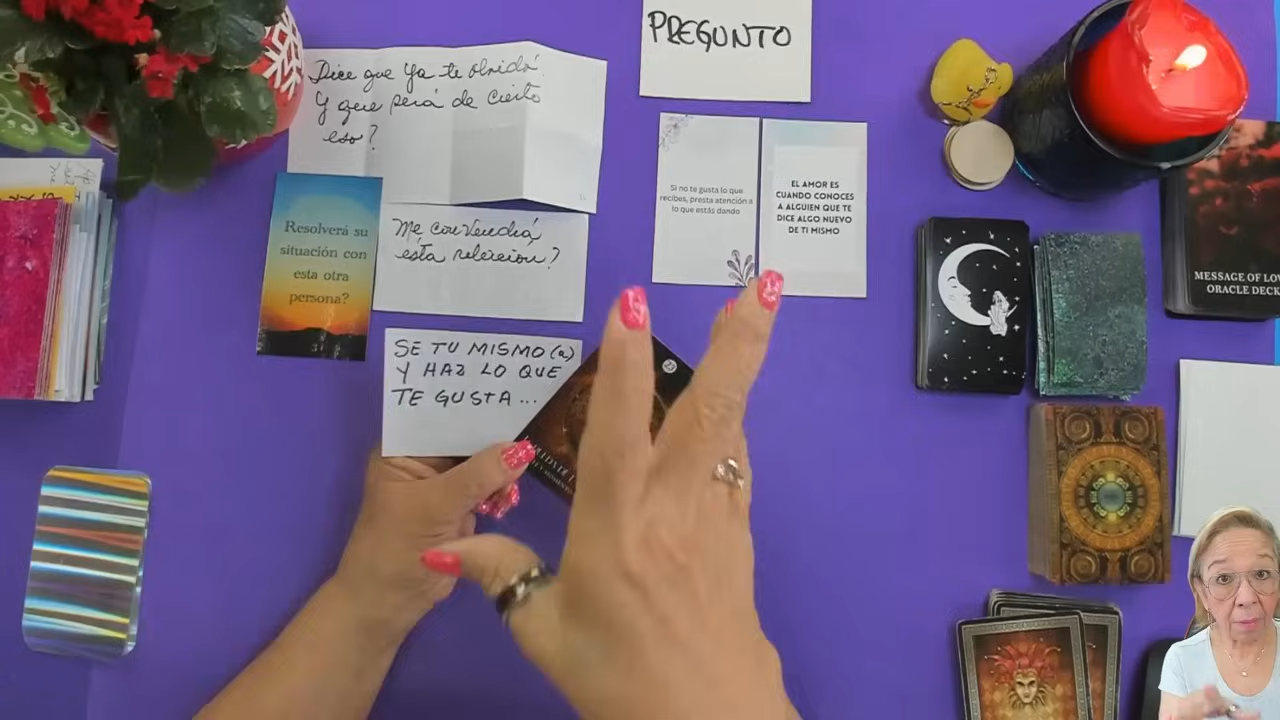 PREGUNTO
Dice que ya te olvidó.
Y que será de cierto
eso?
Si no te gusta lo que
recibes, presta atención a
lo que estás dando
EL AMOR ES
CUANDO CONOCES
A ALGUIEN QUE TE
DICE ALGO NUEVO
DE TI MISMO
Resolverá su
situación con
esta otra
persona?
Me convendrá
ésta relación?
SE TU MISMO(a)
Y HAZ LO QUE
TE GUSTA...
MESSAGE OF LOV
ORACLE DECK